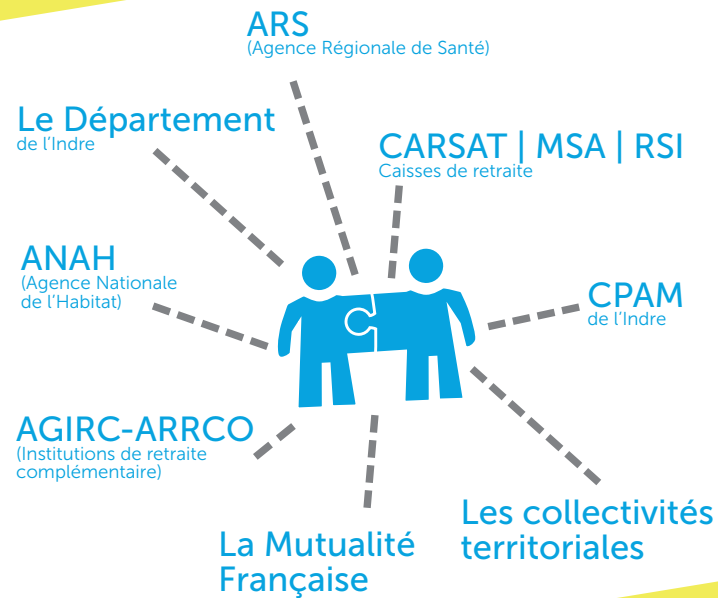 ARS
(Agence Régionale de Santé)
Le Département
de l'Indre
CARSAT | MSA | RSI
Caisses de retraite
ANAH
(Agence Nationale
de l'Habitat)
CPAM
de l'Indre
AGIRC-ARRCO
(Institutions de retraite
complémentaire)
Les collectivités
territoriales
La Mutualité
Française